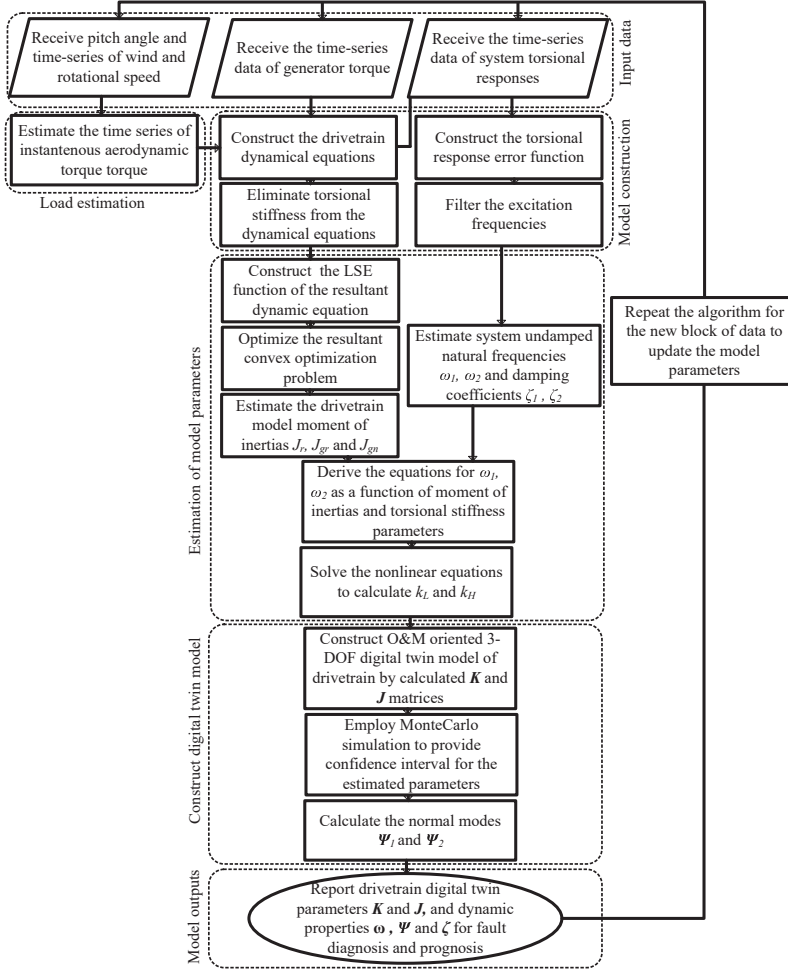 Receive pitch angle and
time-series of wind and
rotational speed
Receive the time-series
data of generator torque
Receive the time-series
data of system torsional
responses
Input data
Estimate the time series of
instantenous aerodynamic
torque torque
Load estimation
Construct the drivetrain
dynamical equations
Construct the torsional
response error function
Eliminate torsional
stiffness from the
dynamical equations
Filter the excitation
frequencies
Model construction
Construct the LSE
function of the resultant
dynamic equation
Optimize the resultant
convex optimization
problem
Estimate the drivetrain
model moment of
inertias J_r, J_gr and J_gn
Estimate system undamped
natural frequencies
ω_1, ω_2 and damping
coefficients ζ_1 , ζ_2
Derive the equations for ω_1,
ω_2 as a function of moment of
inertias and torsional stiffness
parameters
Solve the nonlinear equations
to calculate k_L and k_H
Estimation of model parameters
Repeat the algorithm for
the new block of data to
update the model
parameters
Construct O&M oriented 3-
DOF digital twin model of
drivetrain by calculated K and
J matrices
Employ MonteCarlo
simulation to provide
confidence interval for the
estimated parameters
Calculate the normal modes
Ψ_1 and Ψ_2
Construct digital twin model
Report drivetrain digital twin
parameters K and J, and dynamic
properties ω , Ψ and ζ for fault
diagnosis and prognosis
Model outputs